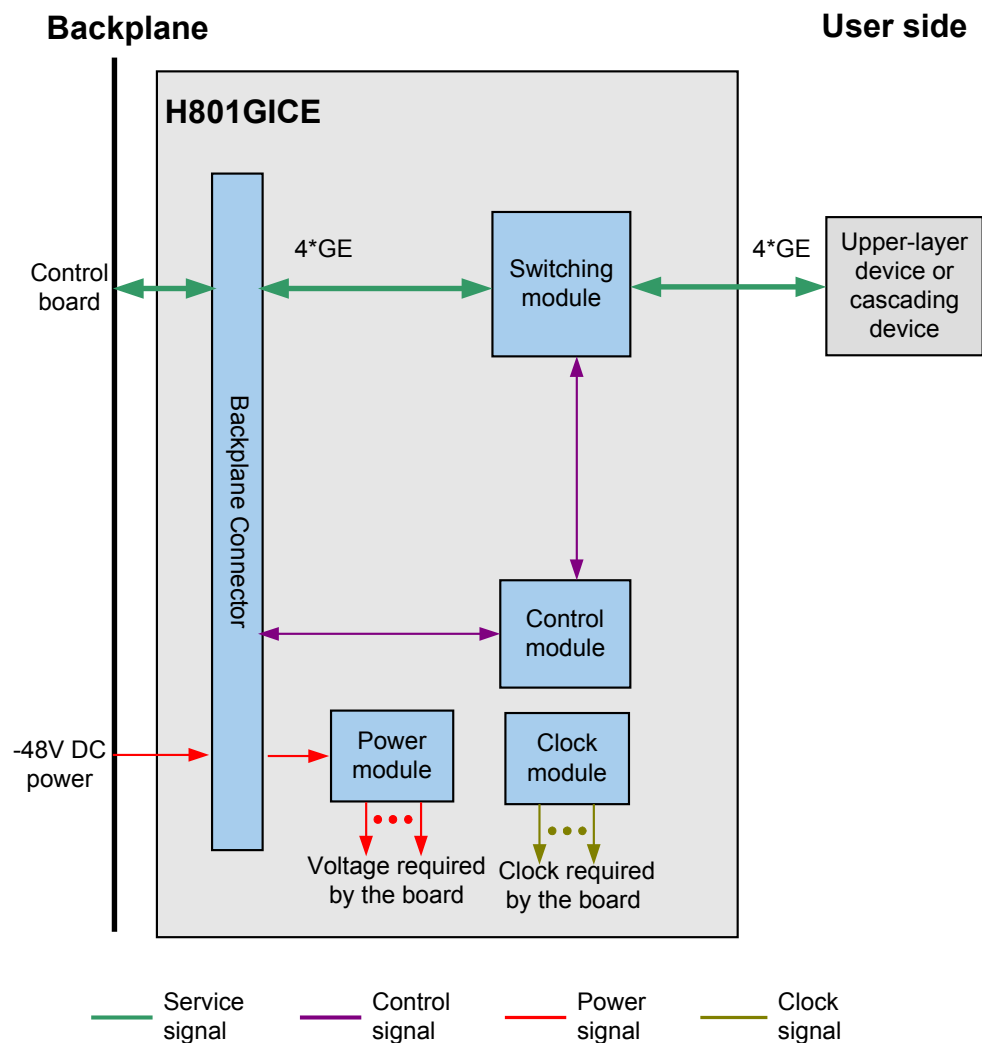 Backplane
User side
H801GICE
4*GE
4*GE
Control
board
Switching
module
Upper-layer
device or
cascading
device
Backplane Connector
Control
module
-48V DC
power
Power
module
Clock
module
Voltage required
by the board
Clock required
by the board
Service
signal
Control
signal
Power
signal
Clock
signal